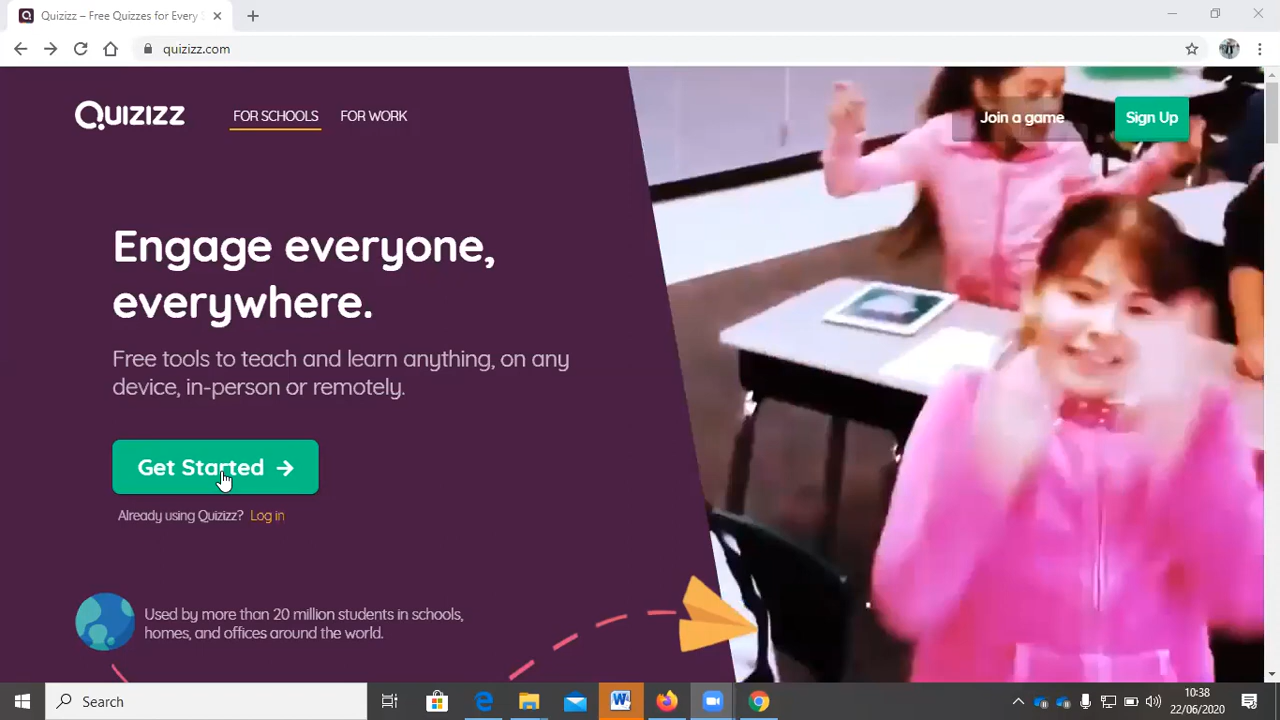 Quizizz – Free Quizzes for Every S
quizizz.com
Quizizz
FOR SCHOOLS
FOR WORK
Join a game
Sign Up
Engage everyone,
everywhere.
Free tools to teach and learn anything, on any
device, in-person or remotely.
Get Started →
Already using Quizizz? Log in
Used by more than 20 million students in schools,
homes, and offices around the world.
Search
10:38
22/06/2020